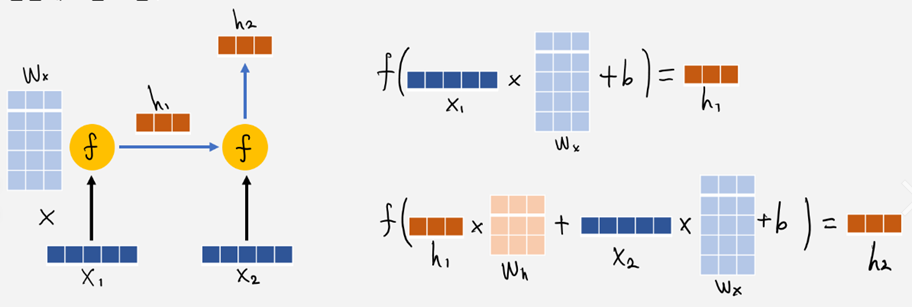 h2
Wx
h1
f
f
X
X1
X2
f( x + b ) = 
X1
Wx
h1
f( x + x + b ) =
h1
Wh
X2
Wx
h2